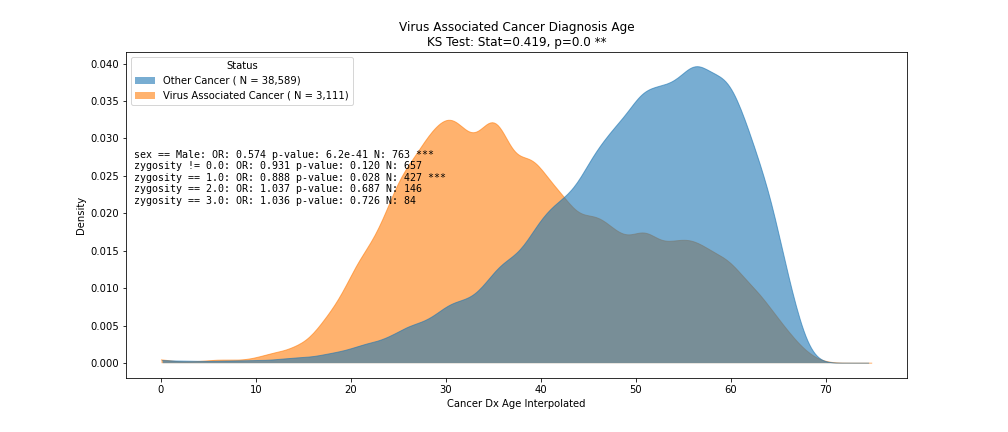 Virus Associated Cancer Diagnosis Age
KS Test: Stat=0.419, p=0.0 **
Status
Other Cancer ( N = 38,589)
Virus Associated Cancer ( N = 3,111)
sex == Male: OR: 0.574 p-value: 6.2e-41 N: 763 ***
zygosity != 0.0: OR: 0.931 p-value: 0.120 N: 657
zygosity == 1.0: OR: 0.888 p-value: 0.028 N: 427 ***
zygosity == 2.0: OR: 1.037 p-value: 0.687 N: 146
zygosity == 3.0: OR: 1.036 p-value: 0.726 N: 84
Density
0.040
0.035
0.030
0.025
0.020
0.015
0.010
0.005
0.000
0 10 20 30 40 50 60 70
Cancer Dx Age Interpolated